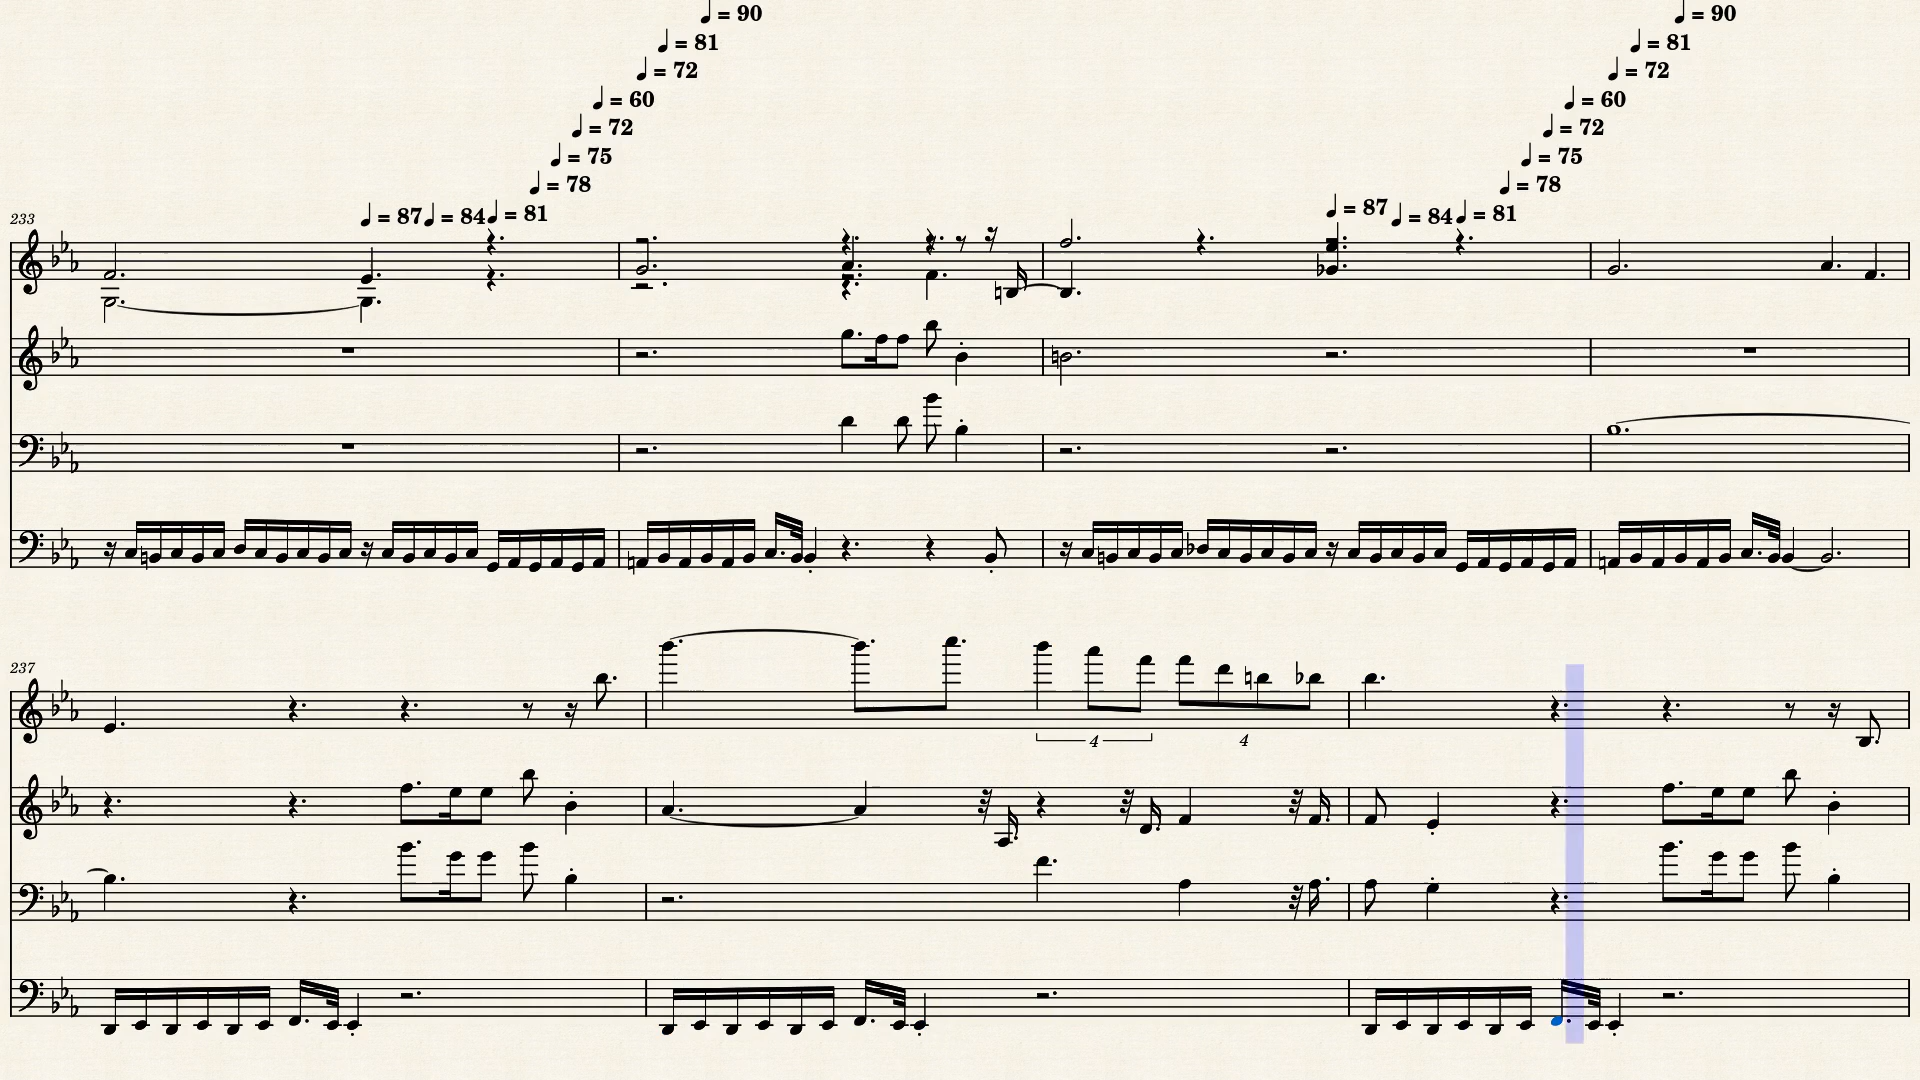 ♩ = 90 ♩ = 90
♩ = 81 ♩ = 81
♩ = 72 ♩ = 72
♩ = 60 ♩ = 60
♩ = 72 ♩ = 72
♩ = 75 ♩ = 75
♩ = 78 ♩ = 78
233 ♩ = 87 ♩ = 84 ♩ = 81 ♩ = 87 ♩ = 84 ♩ = 81
237
4 4